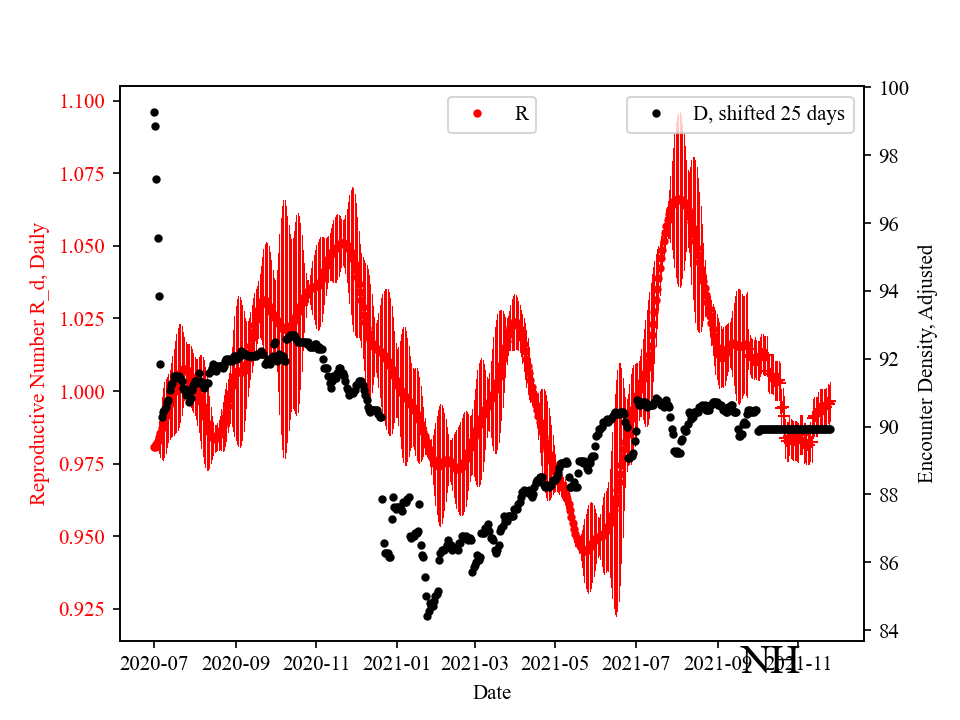 R
D, shifted 25 days
Reproductive Number R_d, Daily
1.100
1.075
1.050
1.025
1.000
0.975
0.950
0.925
100
98
96
94
92
90
88
86
84
Encounter Density, Adjusted
2020-07 2020-09 2020-11 2021-01 2021-03 2021-05 2021-07 2021-09 2021-11
NH
Date